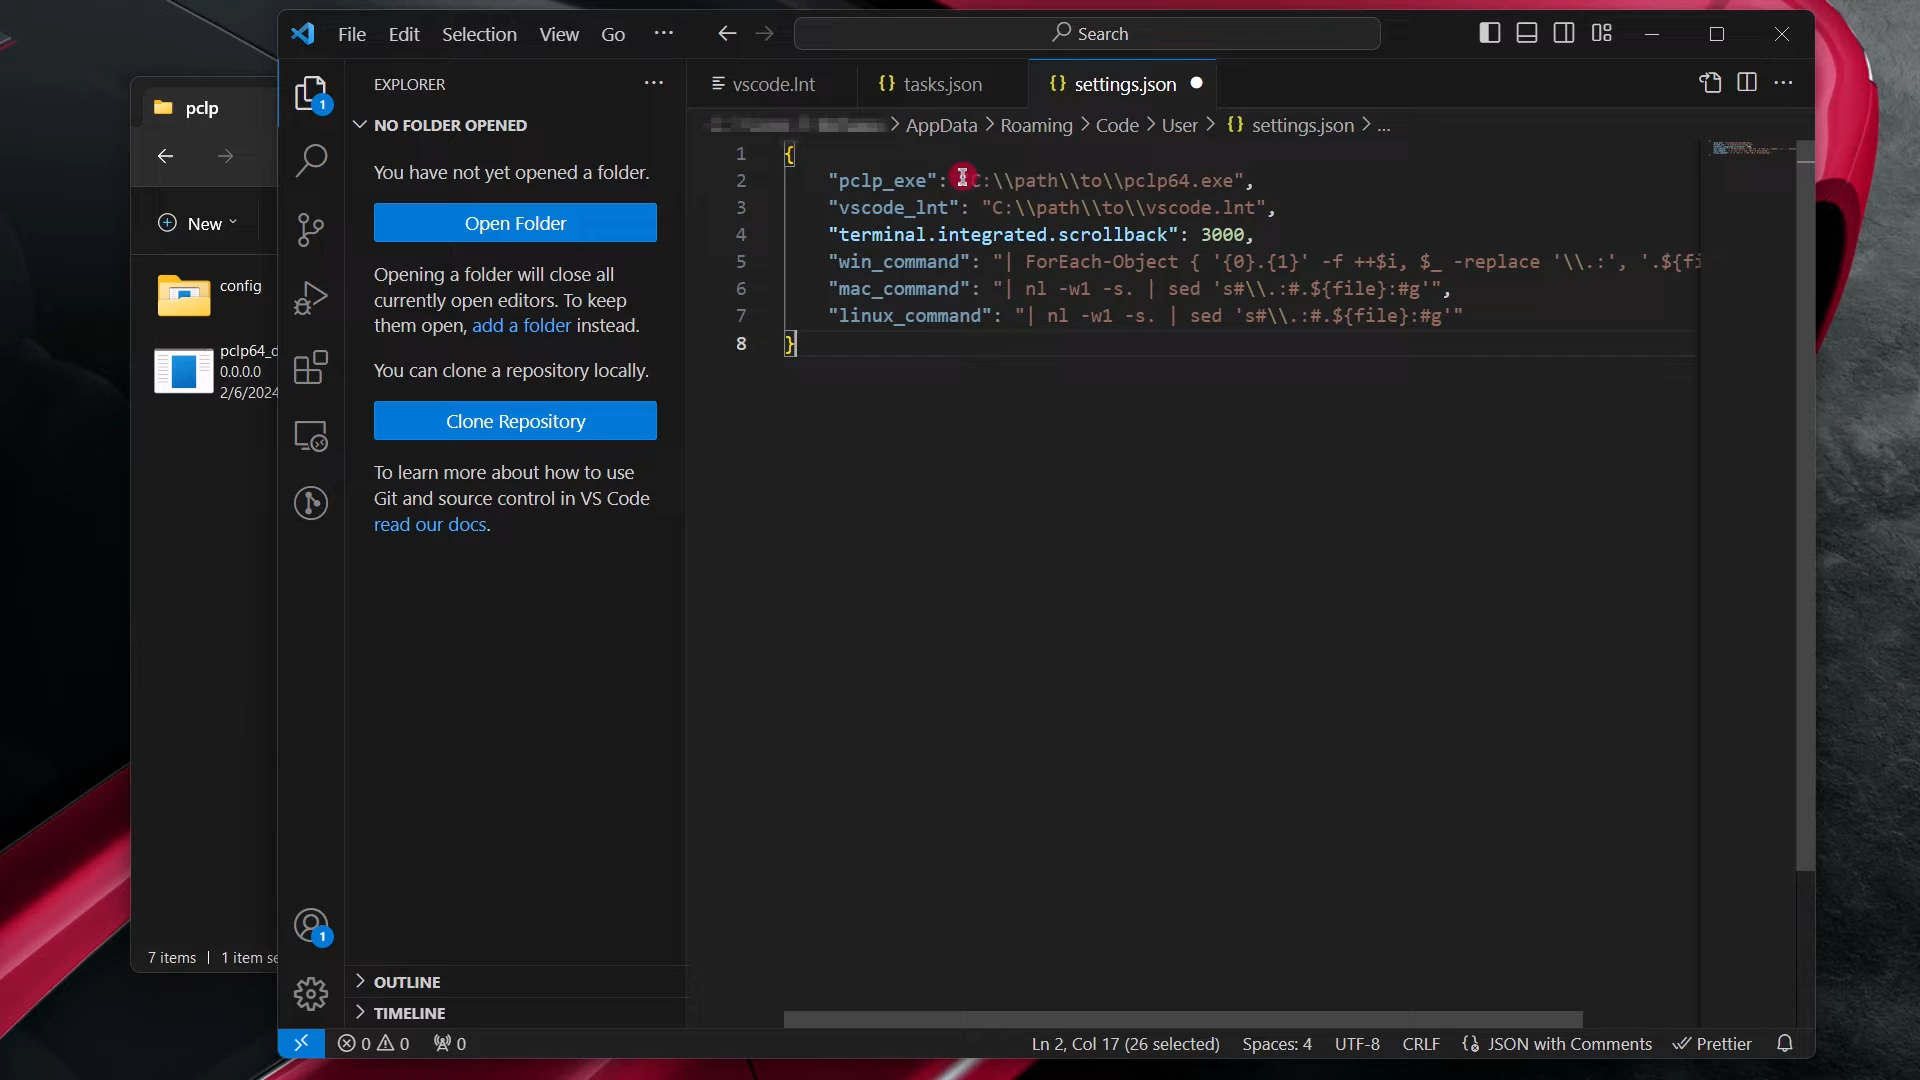 File Edit Selection View Go ···
Search
pclp
New
config
pclp64_d
0.0.0.0
2/6/2024
7 items | 1 item se
EXPLORER
NO FOLDER OPENED
You have not yet opened a folder.
Open Folder
Opening a folder will close all
currently open editors. To keep
them open, add a folder instead.
You can clone a repository locally.
Clone Repository
To learn more about how to use
Git and source control in VS Code
read our docs.
OUTLINE
TIMELINE
1
1
vscode.lnt {} tasks.json {} settings.json
> AppData > Roaming > Code > User > {} settings.json > ...
1 {
2 "pclp_exe": C:\\path\\to\\pclp64.exe",
3 "vscode_lnt": "C:\\path\\to\\vscode.lnt",
4 "terminal.integrated.scrollback": 3000,
5 "win_command": "| ForEach-Object { '{0}.{1}' -f ++$i, $_ -replace '\\.:', '.${fi
6 "mac_command": "| nl -w1 -s. | sed 's#\\.:#.${file}:#g'",
7 "linux_command": "| nl -w1 -s. | sed 's#\\.:#.${file}:#g'"
8 }
0 0 0 Ln 2, Col 17 (26 selected) Spaces: 4 UTF-8 CRLF {} JSON with Comments Prettier